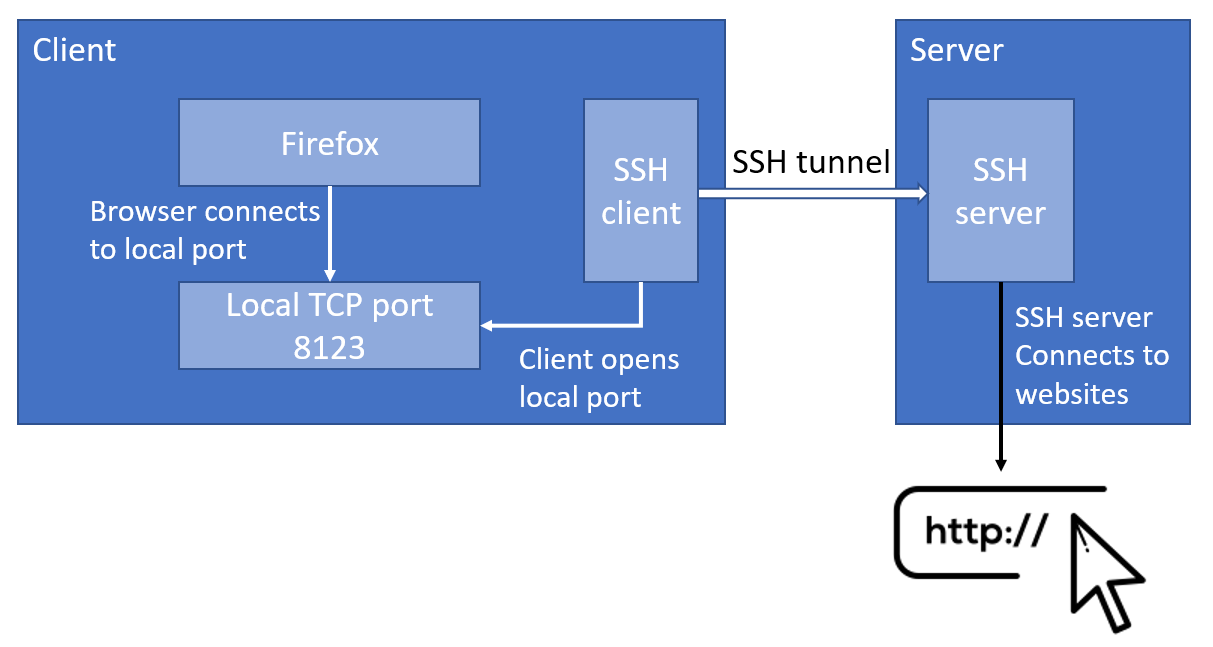 Client
Firefox
Browser connects
to local port
Local TCP port
8123
SSH
client
Client opens
local port
SSH tunnel
Server
SSH
server
SSH server
Connects to
websites
http://